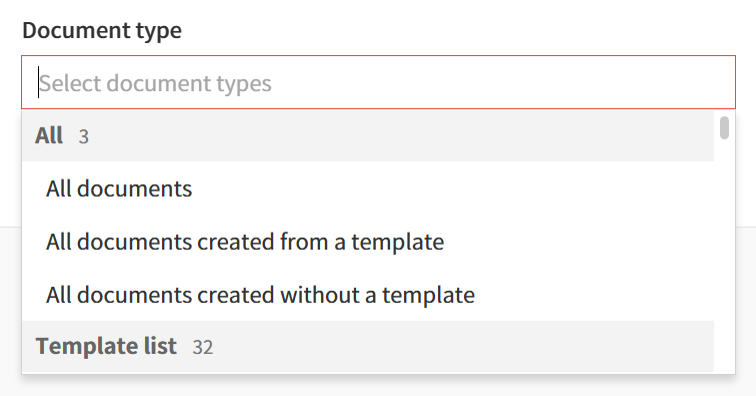 Document type
Select document types
All 3
All documents
All documents created from a template
All documents created without a template
Template list 32